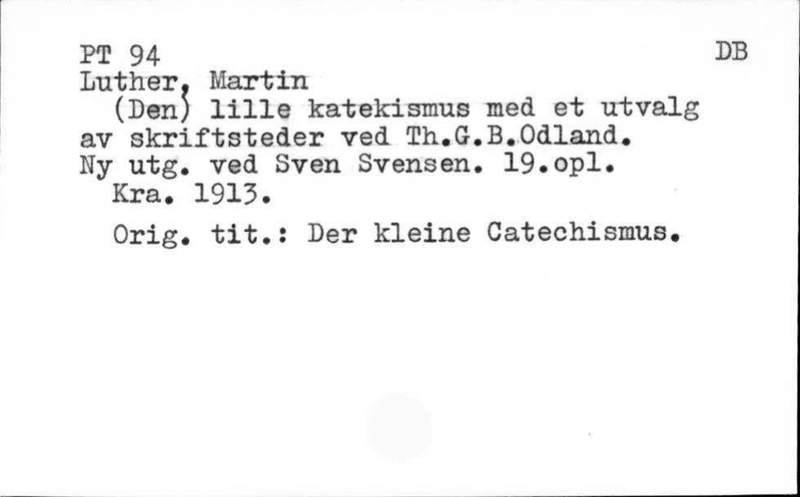 PT 94 DB
Luther, Martin
(Den) lille katekismus med et utvalg
av skriftsteder ved Th.G.B.Odland.
Ny utg. ved Sven Svensen. 19.opl.
Kra. 1913.
Orig. tit.: Der kleine Catechismus.